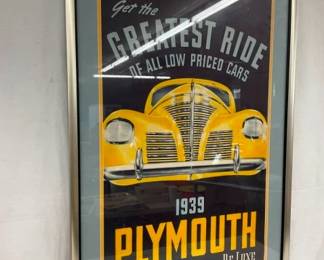 Get the
GREATEST RIDE
OF ALL LOW PRICED CARS
1939
PLYMOUTH
De Luxe